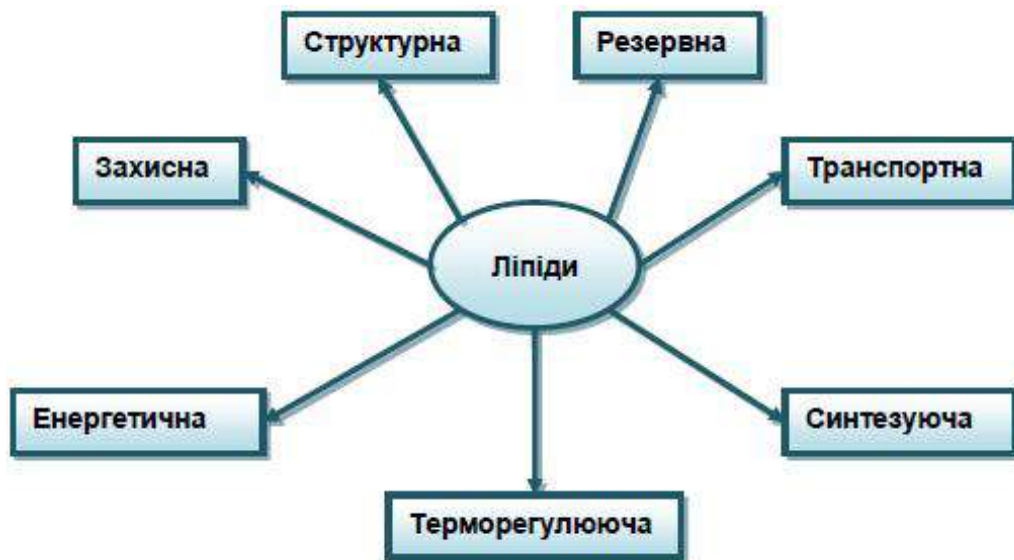 Структурна
Резервна
Захисна
Транспортна
Ліпіди
Енергетична
Синтезуюча
Терморегулююча